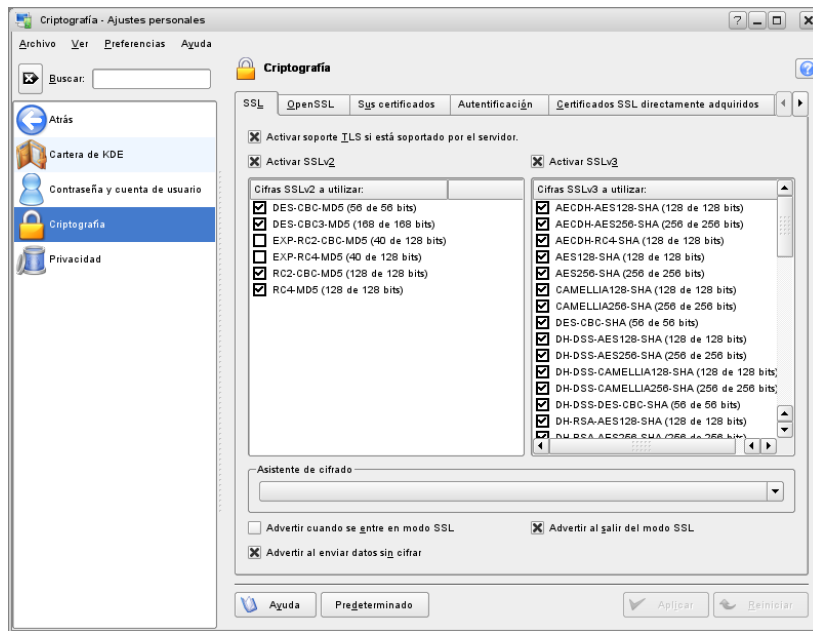 Criptografía - Ajustes personales
Archivo Ver Preferencias Ayuda
Buscar:
Criptografía
Atrás
Cartera de KDE
Contraseña y cuenta de usuario
Criptografía
Privacidad
SSL OpenSSL Sus certificados Autentificación Certificados SSL directamente adquiridos
Activar soporte TLS si está soportado por el servidor.
Activar SSLv2 Activar SSLv3
Cifras SSLv2 a utilizar:
DES-CBC-MD5 (56 de 56 bits)
DES-CBC3-MD5 (168 de 168 bits)
EXP-RC2-CBC-MD5 (40 de 128 bits)
EXP-RC4-MD5 (40 de 128 bits)
RC2-CBC-MD5 (128 de 128 bits)
RC4-MD5 (128 de 128 bits)
Cifras SSLv3 a utilizar:
AECDH-AES128-SHA (128 de 128 bits)
AECDH-AES256-SHA (256 de 256 bits)
AECDH-RC4-SHA (128 de 128 bits)
AES128-SHA (128 de 128 bits)
AES256-SHA (256 de 256 bits)
CAMELLIA128-SHA (128 de 128 bits)
CAMELLIA256-SHA (256 de 256 bits)
DES-CBC-SHA (56 de 56 bits)
DH-DSS-AES128-SHA (128 de 128 bits)
DH-DSS-AES256-SHA (256 de 256 bits)
DH-DSS-CAMELLIA128-SHA (128 de 128 bits)
DH-DSS-CAMELLIA256-SHA (256 de 256 bits)
DH-DSS-DES-CBC-SHA (56 de 56 bits)
DH-RSA-AES128-SHA (128 de 128 bits)
DH-RSA-AES256-SHA (256 de 256 bits)
Asistente de cifrado
Advertir cuando se entre en modo SSL Advertir al salir del modo SSL
Advertir al enviar datos sin cifrar
Ayuda Predeterminado Aplicar Reiniciar